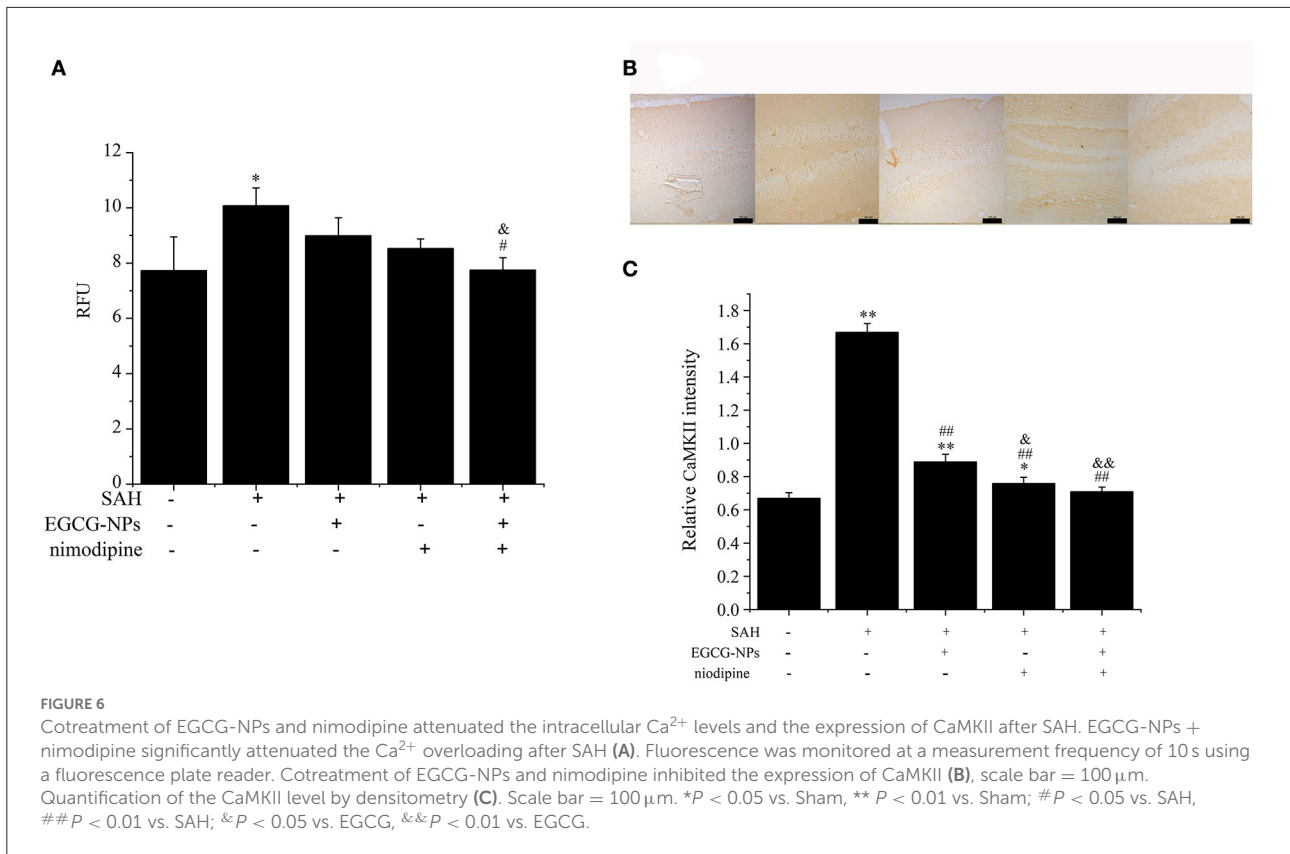 A
12
10
8
6
4
2
0
RFU
*
&
#
SAH - + + + +
EGCG-NPs - - + - +
nimodipine - - - + +
B
C
1.8
1.6
1.4
1.2
1.0
0.8
0.6
0.4
0.2
0.0
Relative CaMKII intensity
**
##
**
&
##
*
&&
##
SAH - + + + +
EGCG-NPs - - + - +
niodipine - - - + +
FIGURE 6
Cotreatment of EGCG-NPs and nimodipine attenuated the intracellular Ca²⁺ levels and the expression of CaMKII after SAH. EGCG-NPs +
nimodipine significantly attenuated the Ca²⁺ overloading after SAH (A). Fluorescence was monitored at a measurement frequency of 10 s using
a fluorescence plate reader. Cotreatment of EGCG-NPs and nimodipine inhibited the expression of CaMKII (B), scale bar = 100 μm.
Quantification of the CaMKII level by densitometry (C). Scale bar = 100 μm. *P < 0.05 vs. Sham, ** P < 0.01 vs. Sham; #P < 0.05 vs. SAH,
##P < 0.01 vs. SAH; &P < 0.05 vs. EGCG, &&P < 0.01 vs. EGCG.